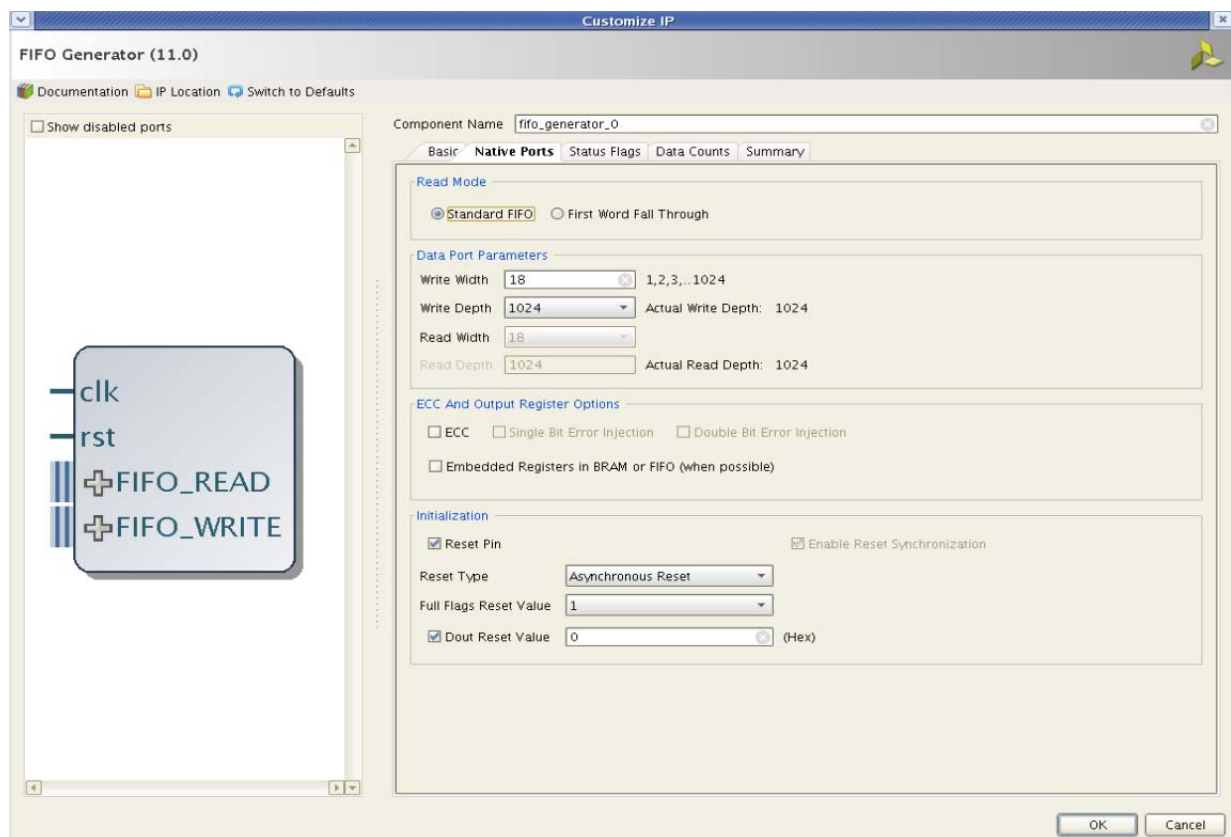 Customize IP
FIFO Generator (11.0)
Documentation IP Location Switch to Defaults
Show disabled ports
clk
rst
FIFO_READ
FIFO_WRITE
Component Name fifo_generator_0
Basic Native Ports Status Flags Data Counts Summary
Read Mode
Standard FIFO First Word Fall Through
Data Port Parameters
Write Width 18 1,2,3,..1024
Write Depth 1024 Actual Write Depth: 1024
Read Width 18
Read Depth 1024 Actual Read Depth: 1024
ECC And Output Register Options
ECC Single Bit Error Injection Double Bit Error Injection
Embedded Registers in BRAM or FIFO (when possible)
Initialization
Reset Pin Enable Reset Synchronization
Reset Type Asynchronous Reset
Full Flags Reset Value 1
Dout Reset Value 0 (Hex)
OK Cancel